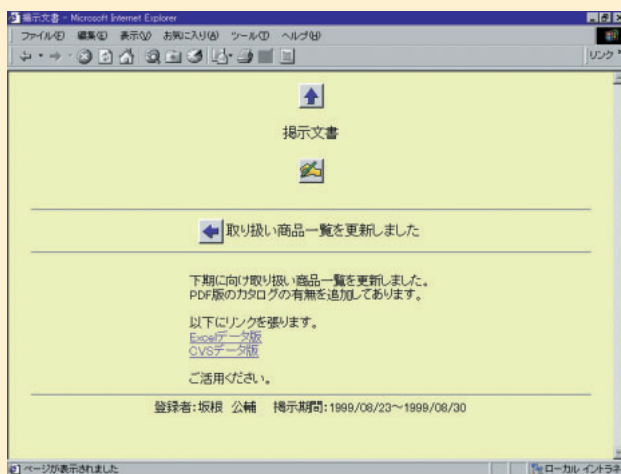 掲示文書 - Microsoft Internet Explorer
ファイル(F) 編集(E) 表示(V) お気に入り(A) ツール(T) ヘルプ(H)
リンク
掲示文書
取り扱い商品一覧を更新しました
下期に向け取り扱い商品一覧を更新しました。
PDF版のカタログの有無を追加してあります。
以下にリンクを張ります。
Excelデータ版
CVSデータ版
ご活用ください。
登録者:坂根 公輔 掲示期間:1999/08/23~1999/08/30
ページが表示されました
ローカル イントラネ